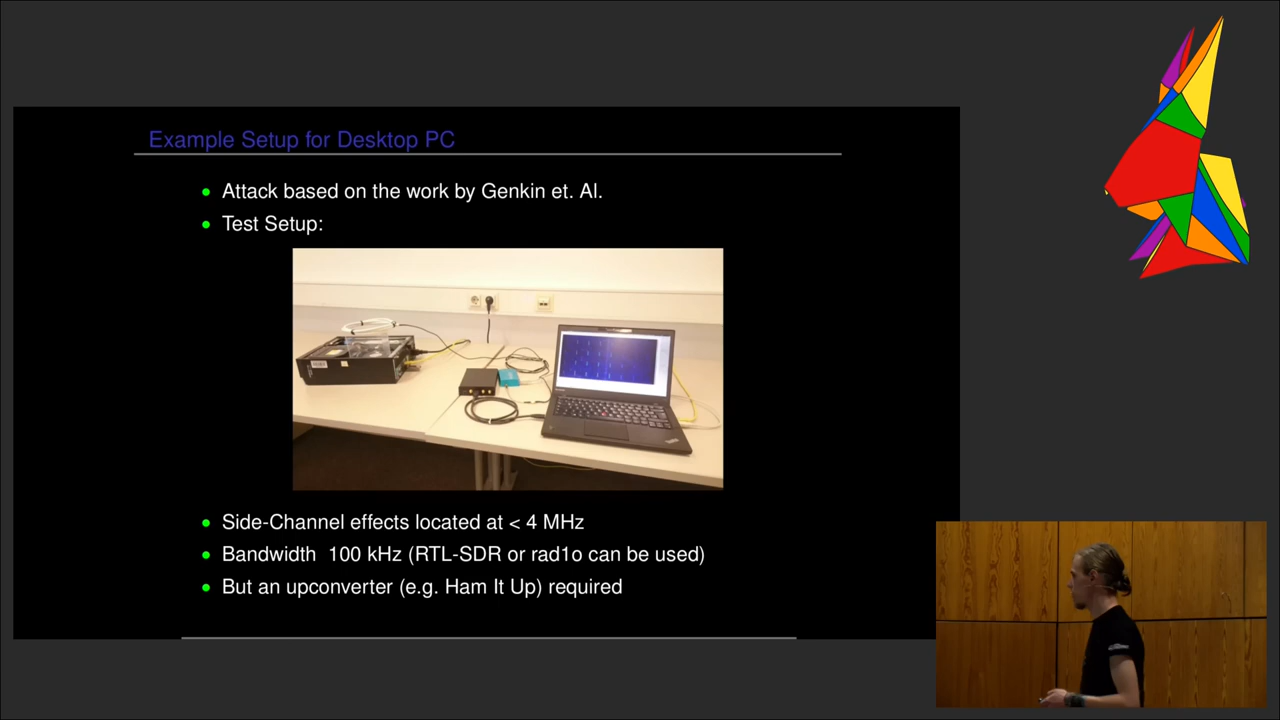 Example Setup for Desktop PC
Attack based on the work by Genkin et. Al.
Test Setup:
Side-Channel effects located at < 4 MHz
Bandwidth 100 kHz (RTL-SDR or rad1o can be used)
But an upconverter (e.g. Ham It Up) required